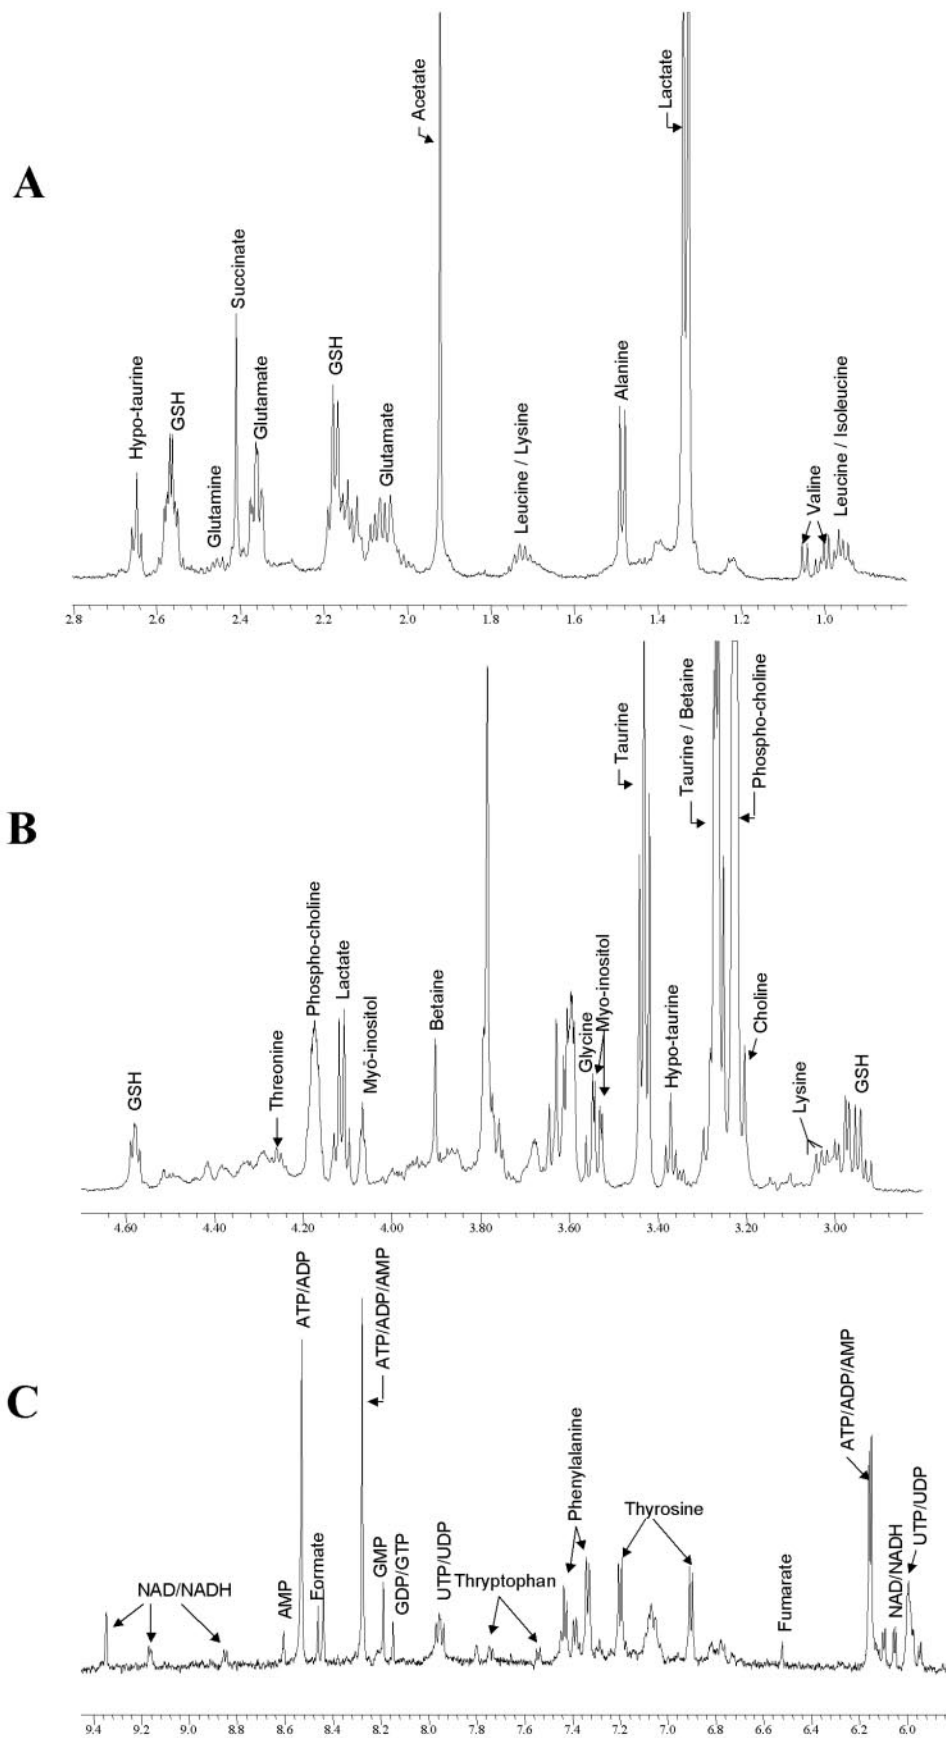 A
Hypo-taurine
GSH
Glutamine
Succinate
Glutamate
GSH
Glutamate
Acetate
Leucine / Lysine
Alanine
Lactate
Valine
Leucine / Isoleucine
2.8 2.6 2.4 2.2 2.0 1.8 1.6 1.4 1.2 1.0
B
GSH
Threonine
Phospho-choline
Lactate
Myö-inositol
Betaine
Glycine
Myo-inositol
Taurine
Hypo-taurine
Taurine / Betaine
Phospho-choline
Choline
Lysine
GSH
4.60 4.40 4.20 4.00 3.80 3.60 3.40 3.20 3.00
C
NAD/NADH
AMP
ATP/ADP
Formate
ATP/ADP/AMP
GMP
GDP/GTP
UTP/UDP
Thryptophan
Phenylalanine
Thyrosine
Fumarate
ATP/ADP/AMP
NAD/NADH
UTP/UDP
9.4 9.2 9.0 8.8 8.6 8.4 8.2 8.0 7.8 7.6 7.4 7.2 7.0 6.8 6.6 6.4 6.2 6.0